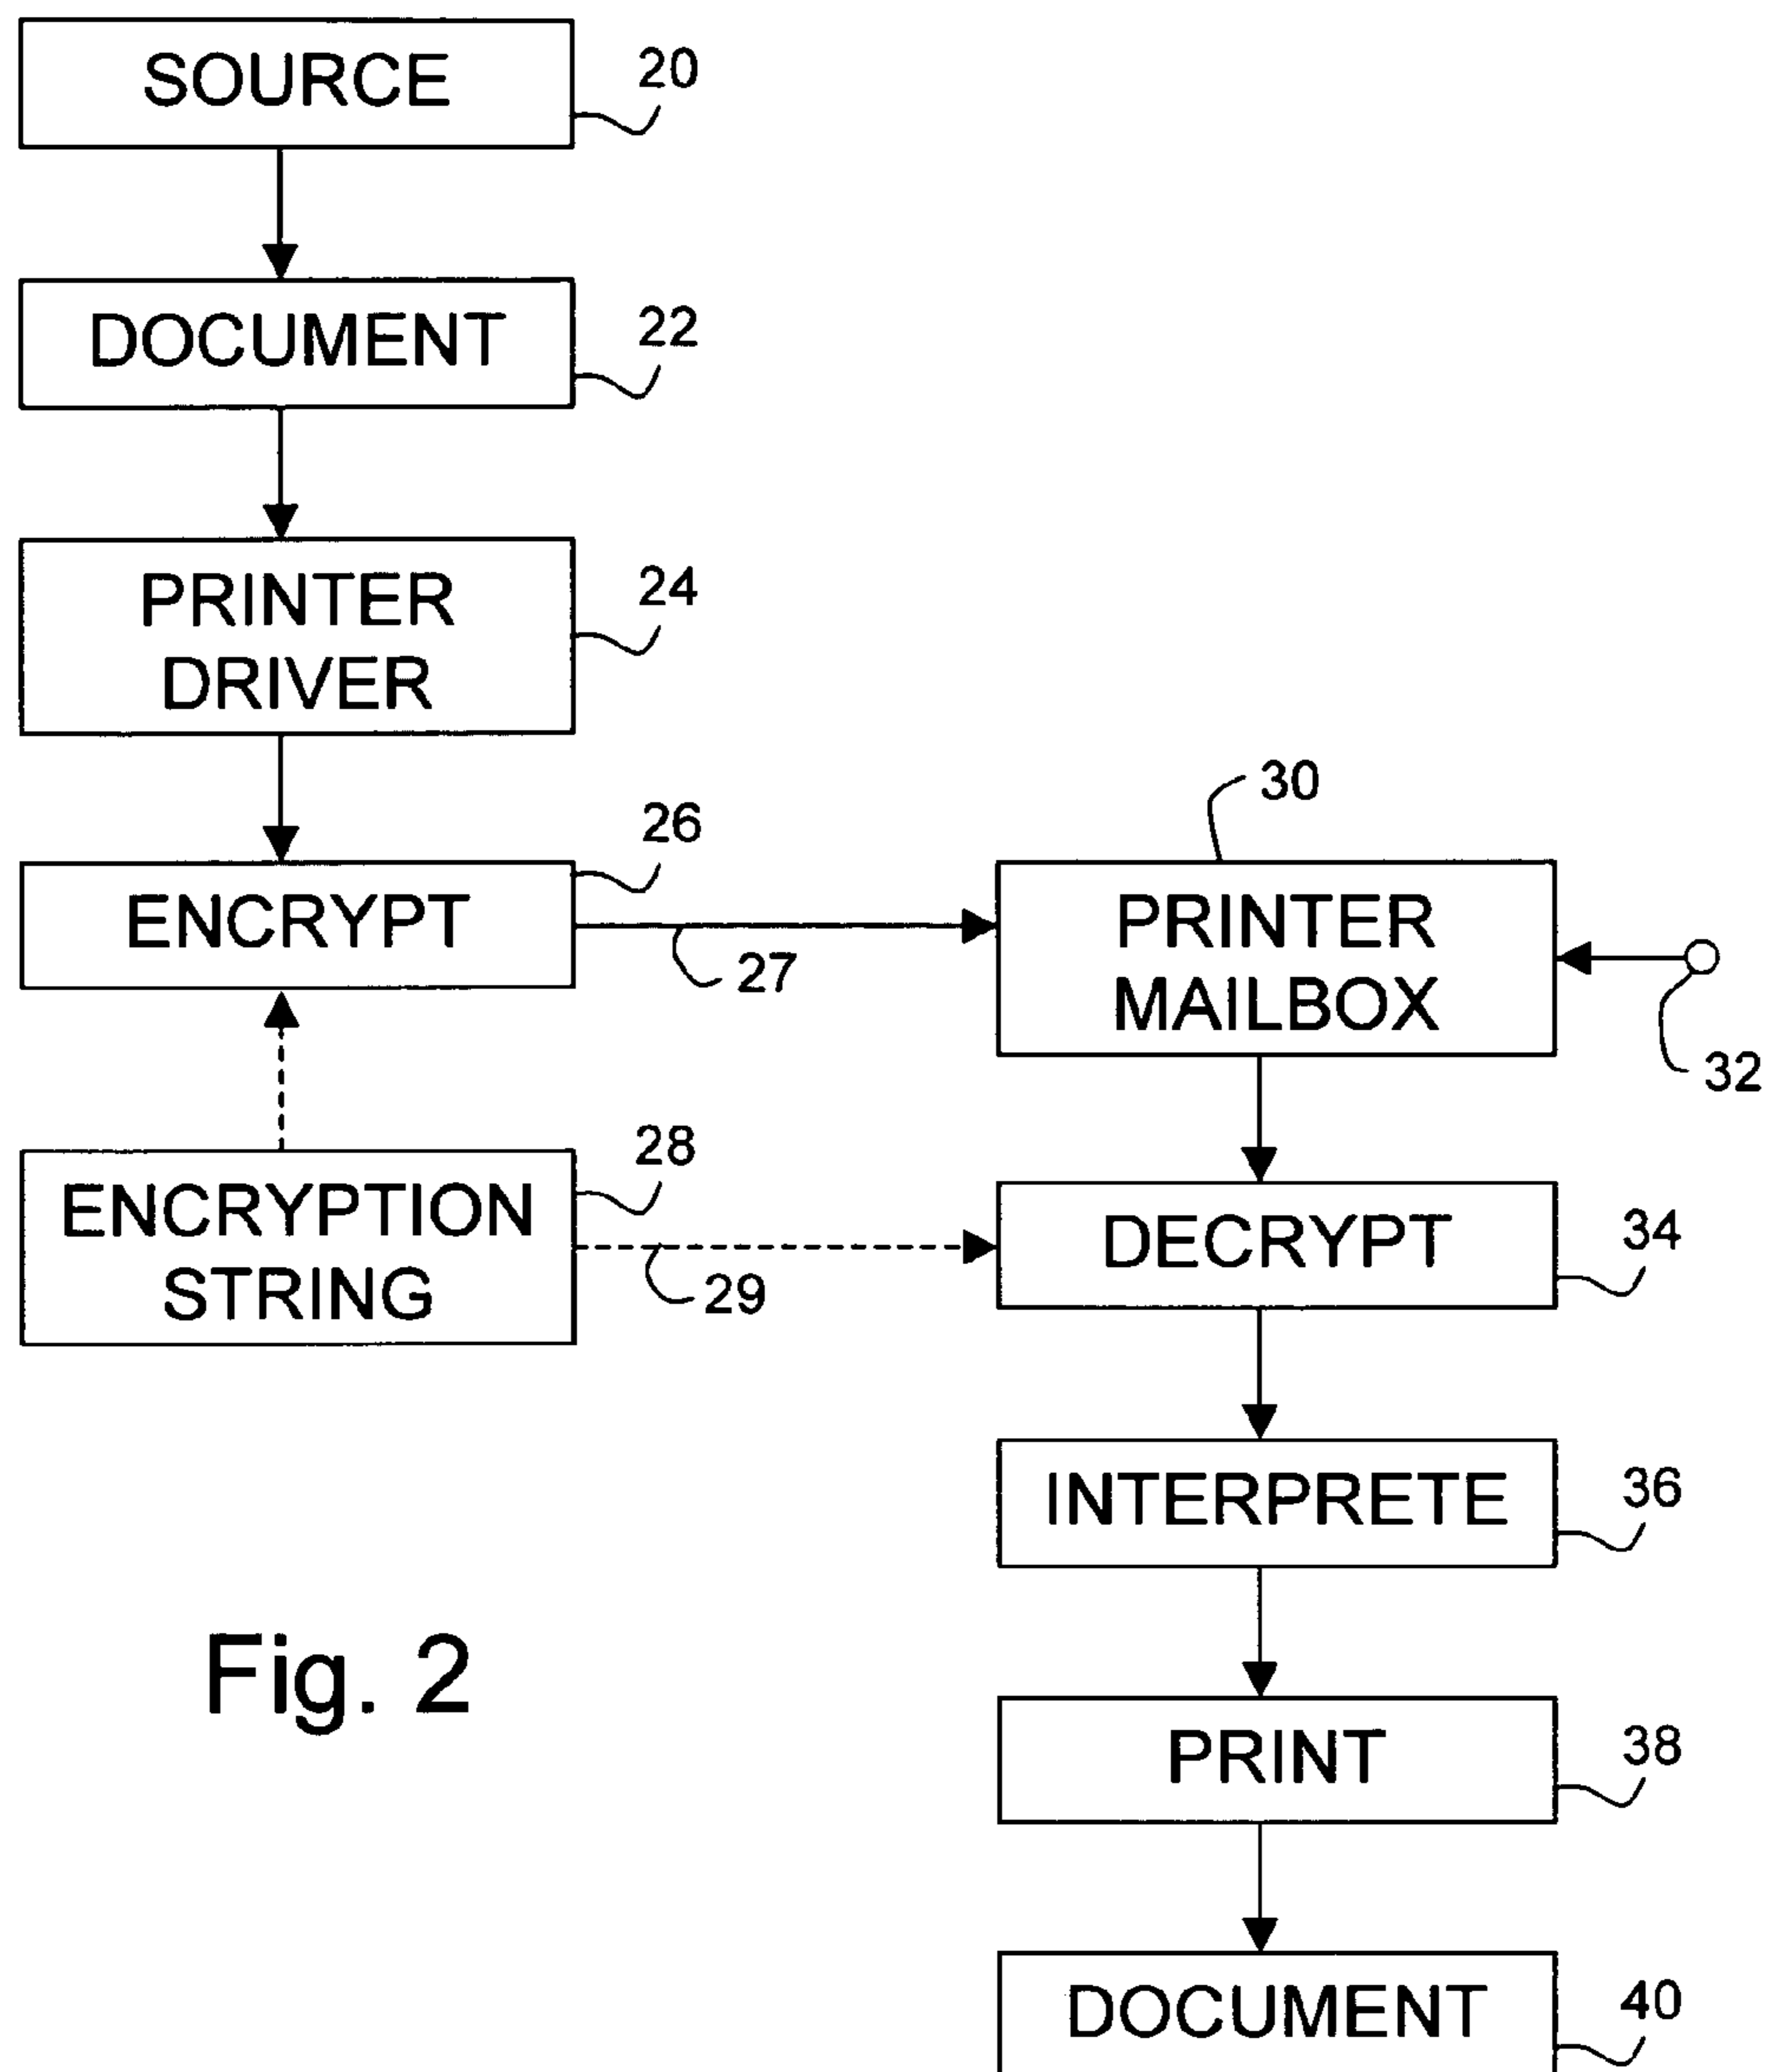 SOURCE
20
DOCUMENT
22
PRINTER
DRIVER
24
ENCRYPT
26
27
ENCRYPTION
STRING
28
29
PRINTER
MAILBOX
30
32
DECRYPT
34
INTERPRETE
36
PRINT
38
DOCUMENT
40
Fig. 2